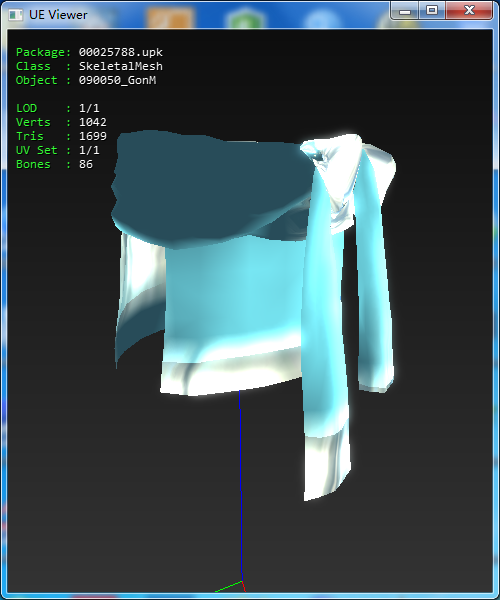 UE Viewer
Package: 00025788.upk
Class : SkeletalMesh
Object : 090050_GonM
LOD : 1/1
Verts : 1042
Tris : 1699
UV Set : 1/1
Bones : 86